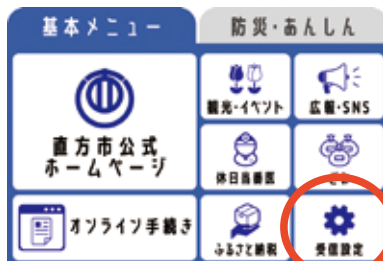 基本メニュー
防災・あんしん
直方市公式
ホームページ
観光・イベント
広報・SNS
休日当番医
オンライン手続き
ふるさと納税
受信設定